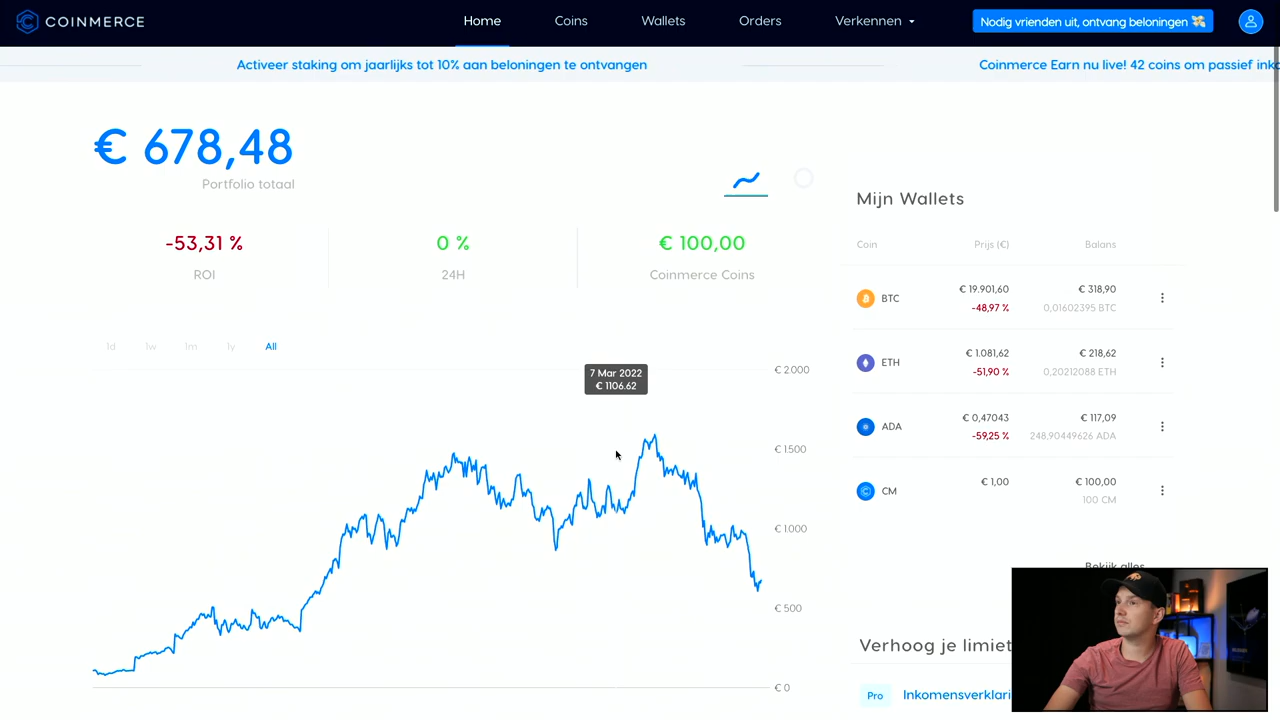 COINMERCE
Home
Coins
Wallets
Orders
Verkennen
Nodig vrienden uit, ontvang beloningen 💸
Activeer staking om jaarlijks tot 10% aan beloningen te ontvangen
Coinmerce Earn nu live! 42 coins om passief
€ 678,48
Portfolio totaal
-53,31 %
ROI
0 %
24H
€ 100,00
Coinmerce Coins
1d
1w
1m
1y
All
7 Mar 2022
€ 1106.62
€ 2.000
€ 1.500
€ 1.000
€ 500
€ 0
Mijn Wallets
Coin
Prijs (€)
Balans
BTC
€ 19.901,60
-48,97 %
€ 318,90
0,01602395 BTC
ETH
€ 1.081,62
-51,90 %
€ 218,62
0,20212088 ETH
ADA
€ 0,47043
-59,25 %
€ 117,09
248,90449626 ADA
CM
€ 1,00
€ 100,00
100 CM
Bekijk alles
Verhoog je limiet
Pro
Inkomensverklari